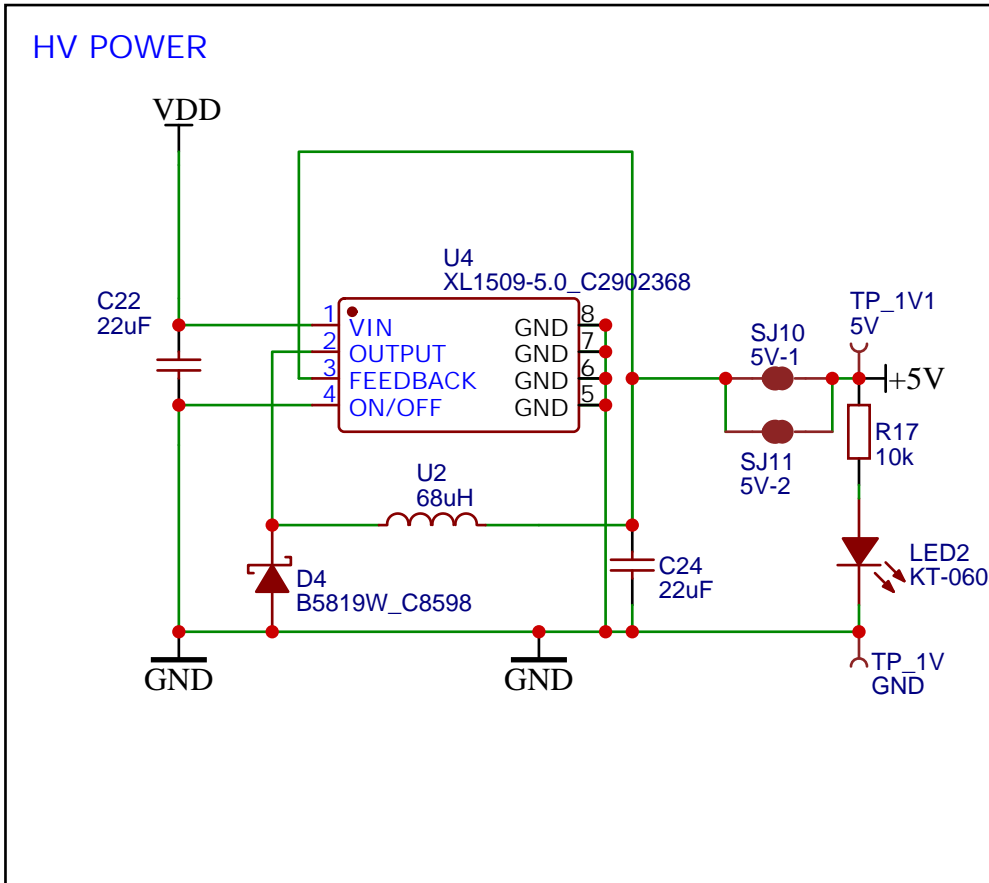 HV POWER
VDD
U4
XL1509-5.0_C2902368
C22
22uF
1
VIN
GND
8
2
OUTPUT
GND
7
3
FEEDBACK
GND
6
4
ON/OFF
GND
5
TP_1V1
5V
SJ10
5V-1
+5V
SJ11
5V-2
R17
10k
U2
68uH
D4
B5819W_C8598
C24
22uF
LED2
KT-060
GND
GND
TP_1V
GND